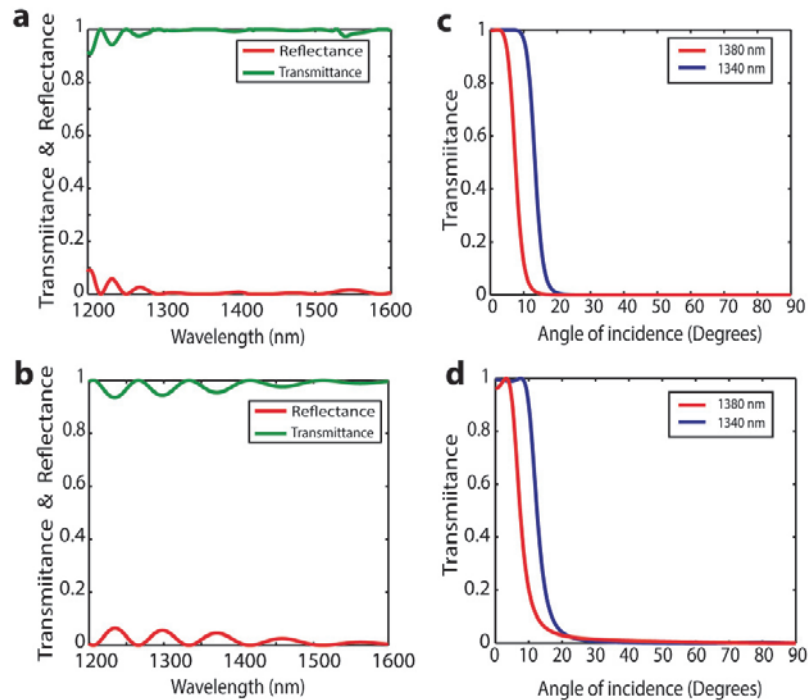 a
Transmiitance & Reflectance
1
0.8
0.6
0.4
0.2
0
Reflectance
Transmittance
1200 1300 1400 1500 1600
Wavelength (nm)
c
Transmiitance
1
0.8
0.6
0.4
0.2
0
1380 nm
1340 nm
0 10 20 30 40 50 60 70 80 90
Angle of incidence (Degrees)
b
Transmiitance & Reflectance
1
0.8
0.6
0.4
0.2
0
Reflectance
Transmittance
1200 1300 1400 1500 1600
Wavelength (nm)
d
Transmiitance
1
0.8
0.6
0.4
0.2
0
1380 nm
1340 nm
0 10 20 30 40 50 60 70 80 90
Angle of incidence (Degrees)